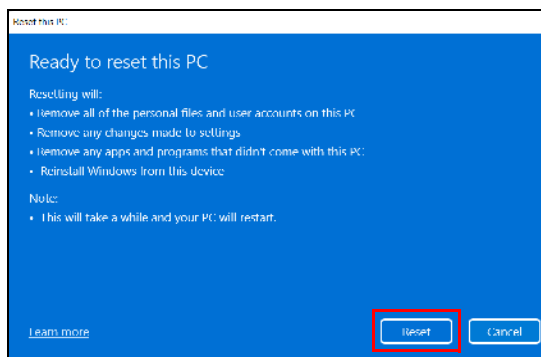 Reset this PC
Ready to reset this PC
Resetting will:
• Remove all of the personal files and user accounts on this PC
• Remove any changes made to settings
• Remove any apps and programs that didn't come with this PC
• Reinstall Windows from this device
Note:
• This will take a while and your PC will restart.
Learn more
Reset
Cancel